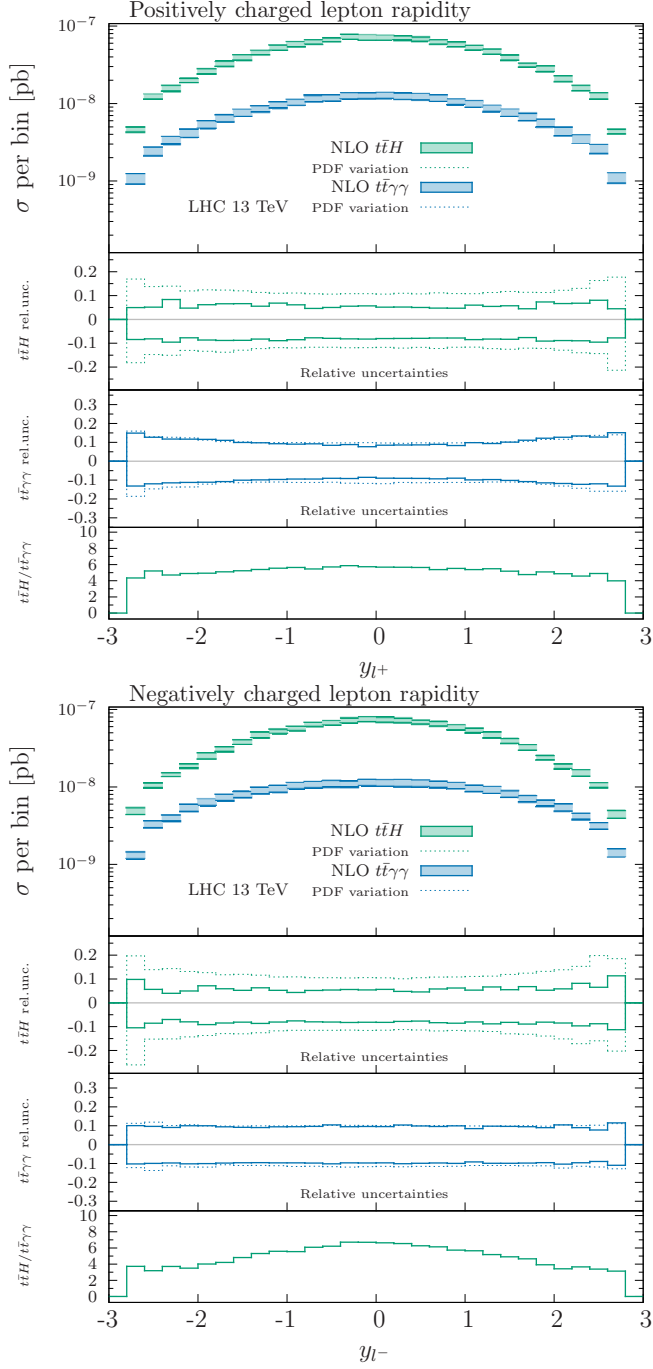 Positively charged lepton rapidity
σ per bin [pb]
10⁻⁷
10⁻⁸
10⁻⁹
NLO tt̄H
PDF variation
NLO tt̄γγ
LHC 13 TeV PDF variation
tt̄H rel.unc.
0.2
0.1
0
-0.1
-0.2
Relative uncertainties
tt̄γγ rel.unc.
0.3
0.2
0.1
0
-0.1
-0.2
-0.3
Relative uncertainties
tt̄H/tt̄γγ
10
8
6
4
2
0
-3 -2 -1 0 1 2 3
y_{l⁺}
Negatively charged lepton rapidity
σ per bin [pb]
10⁻⁷
10⁻⁸
10⁻⁹
NLO tt̄H
PDF variation
NLO tt̄γγ
LHC 13 TeV PDF variation
tt̄H rel.unc.
0.2
0.1
0
-0.1
-0.2
Relative uncertainties
tt̄γγ rel.unc.
0.3
0.2
0.1
0
-0.1
-0.2
-0.3
Relative uncertainties
tt̄H/tt̄γγ
10
8
6
4
2
0
-3 -2 -1 0 1 2 3
y_{l⁻}